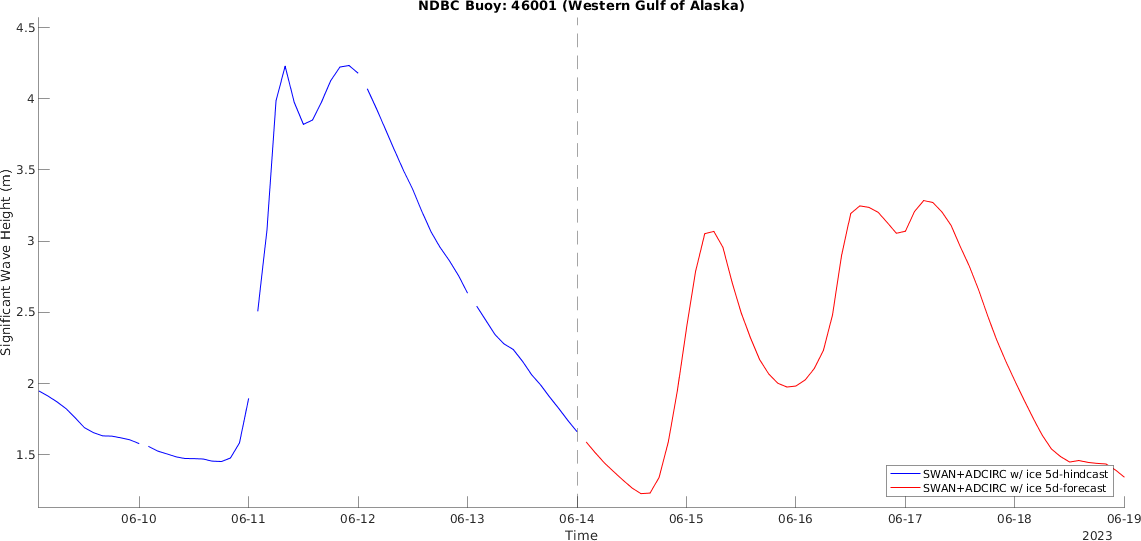 NDBC Buoy: 46001 (Western Gulf of Alaska)
4.5
4
3.5
3
2.5
2
1.5
Significant Wave Height (m)
SWAN+ADCIRC w/ ice 5d-hindcast
SWAN+ADCIRC w/ ice 5d-forecast
06-10 06-11 06-12 06-13 06-14 06-15 06-16 06-17 06-18 06-19
Time
2023